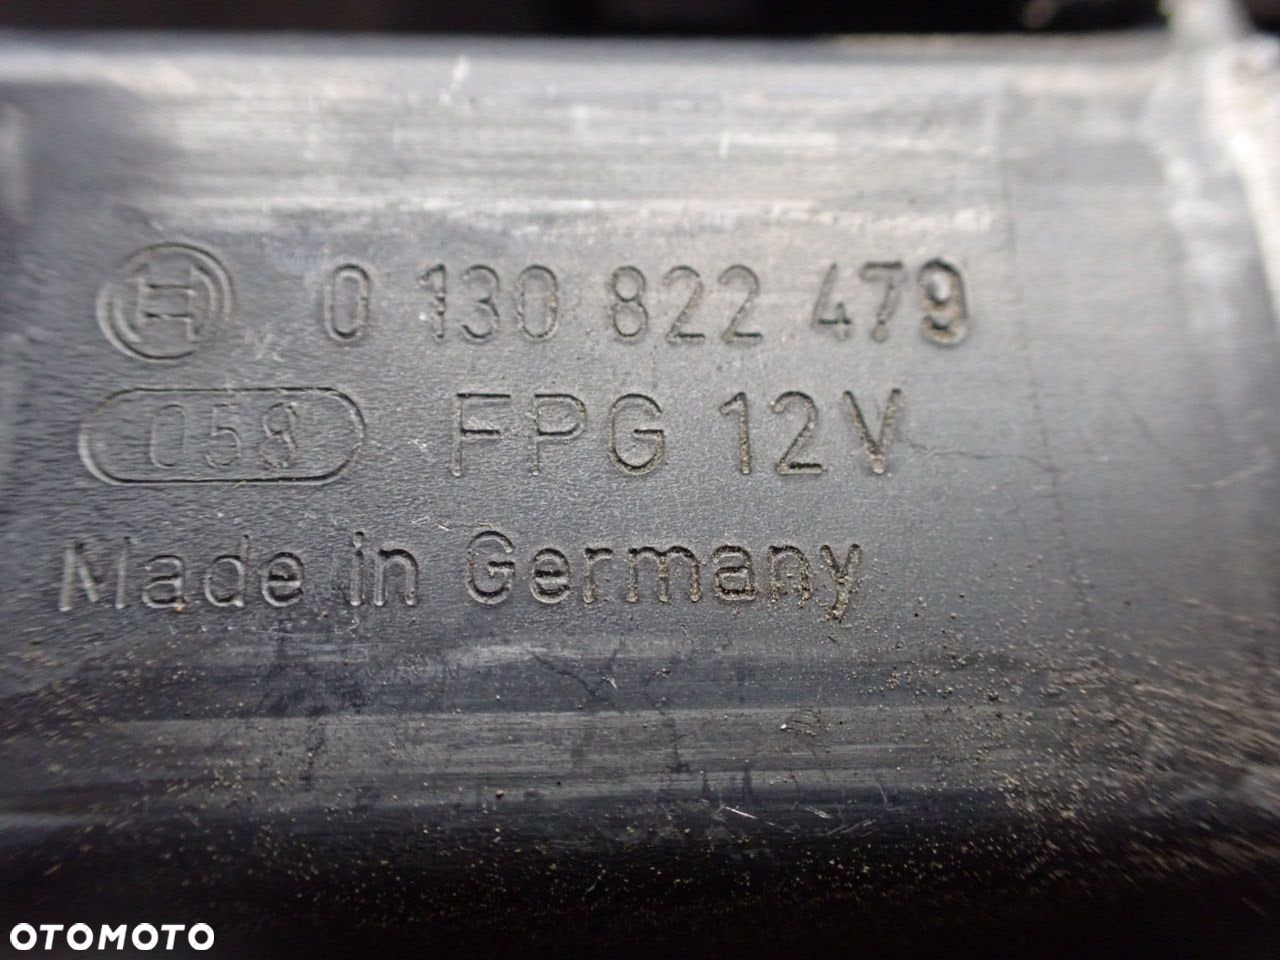 0 130 822 479
058 FPG 12V
Made in Germany
OTOMOTO